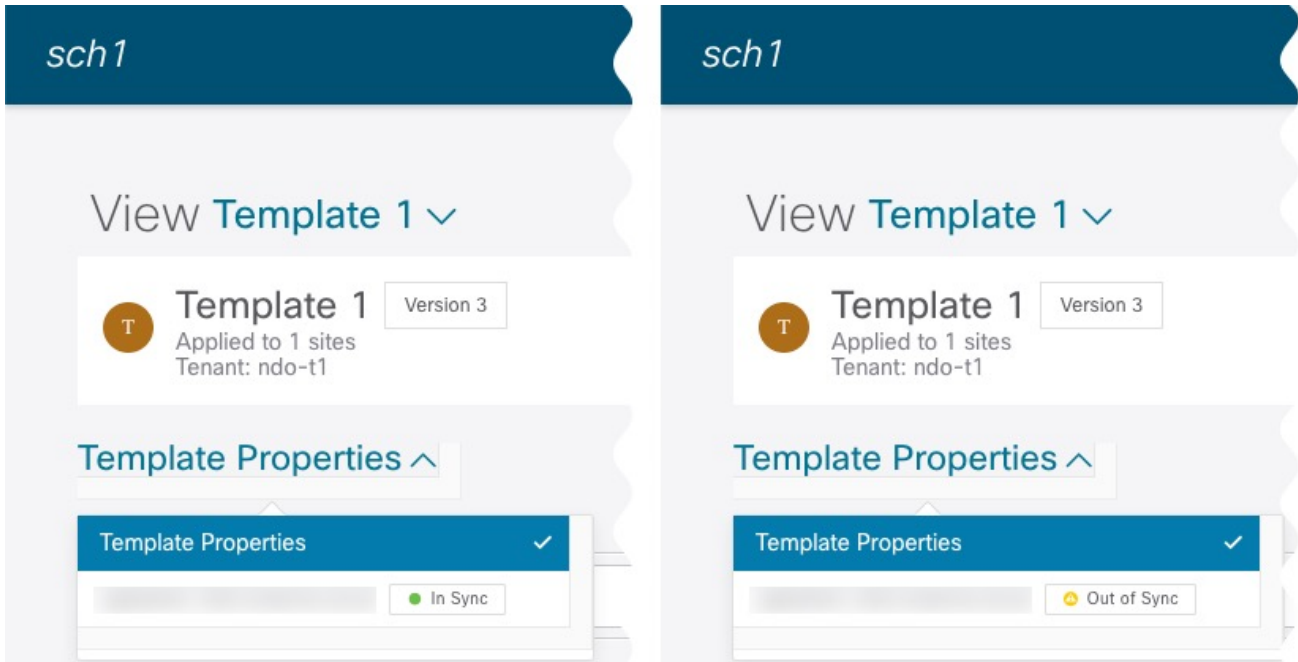 sch1
View Template 1
T
Template 1
Version 3
Applied to 1 sites
Tenant: ndo-t1
Template Properties
Template Properties
In Sync
sch1
View Template 1
T
Template 1
Version 3
Applied to 1 sites
Tenant: ndo-t1
Template Properties
Template Properties
Out of Sync